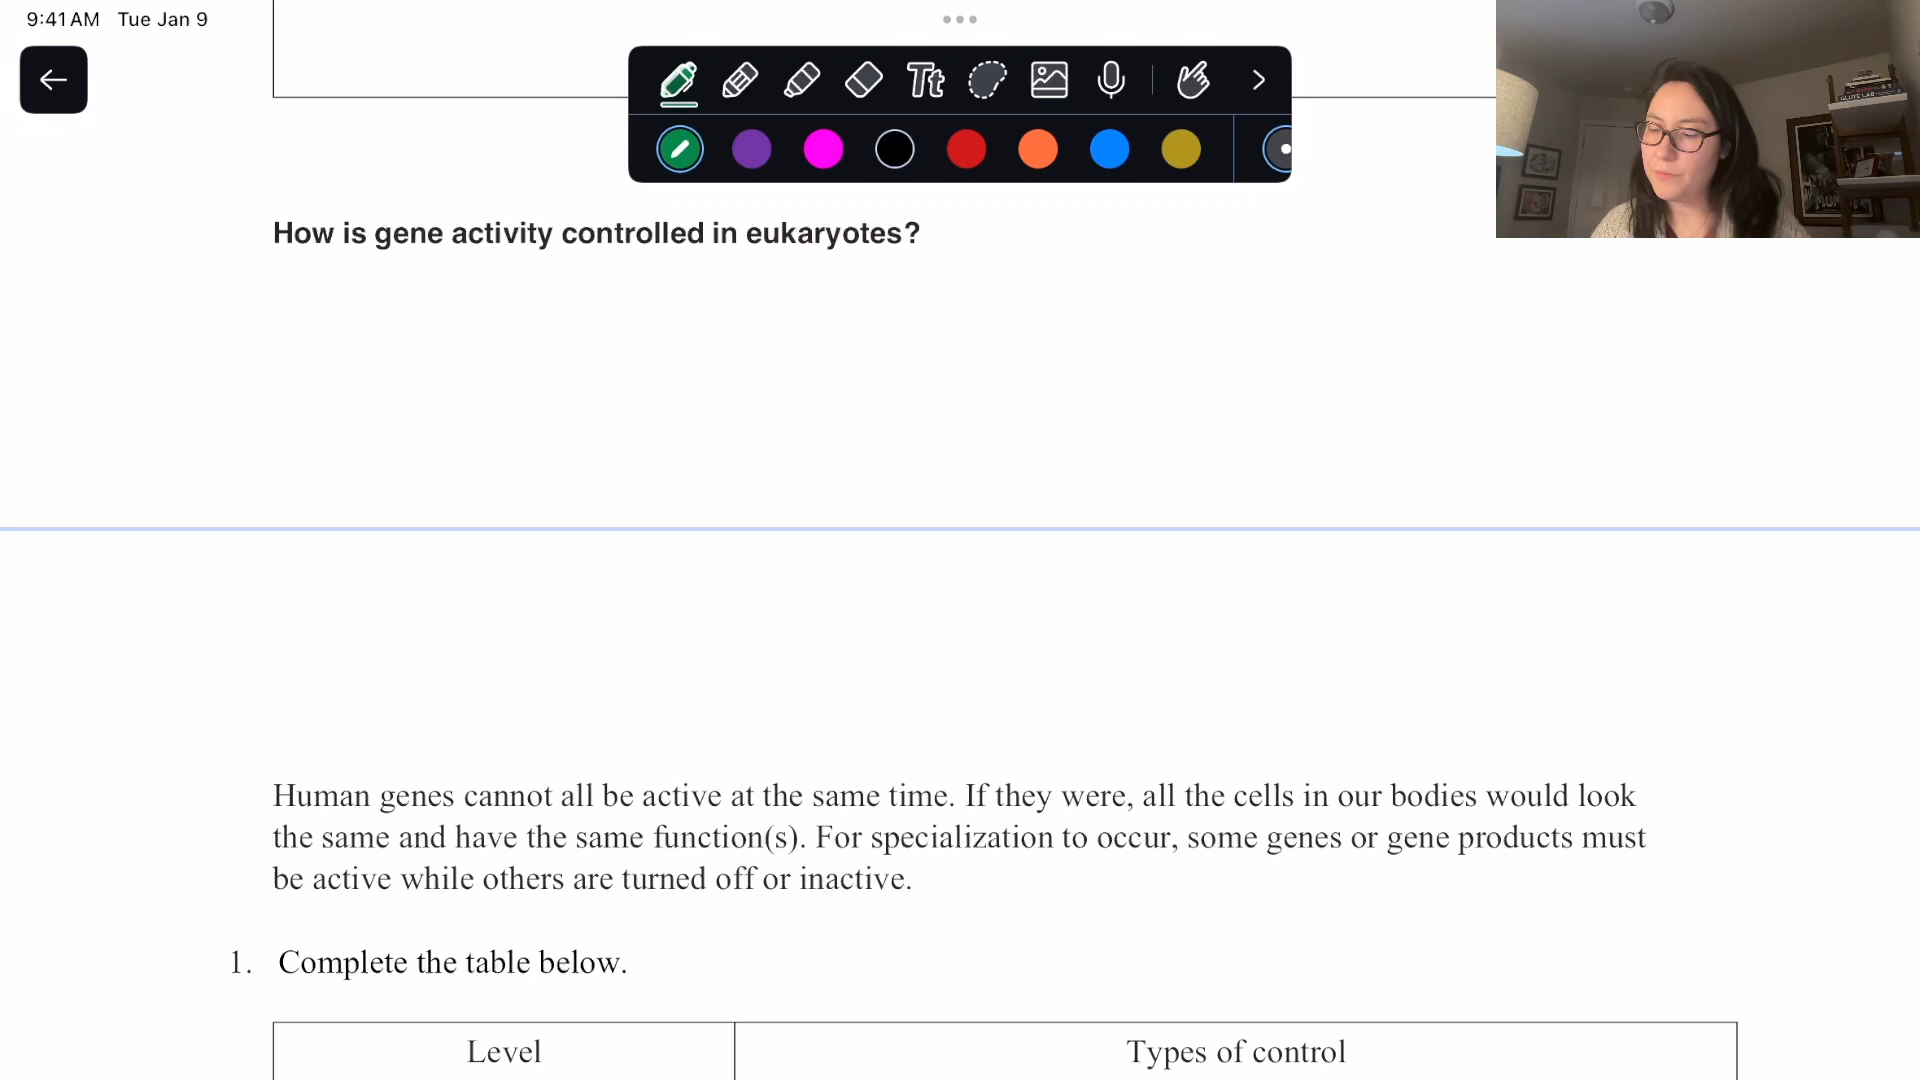 9:41 AM Tue Jan 9
Tt
How is gene activity controlled in eukaryotes?
Human genes cannot all be active at the same time. If they were, all the cells in our bodies would look
the same and have the same function(s). For specialization to occur, some genes or gene products must
be active while others are turned off or inactive.
1. Complete the table below.
Level Types of control